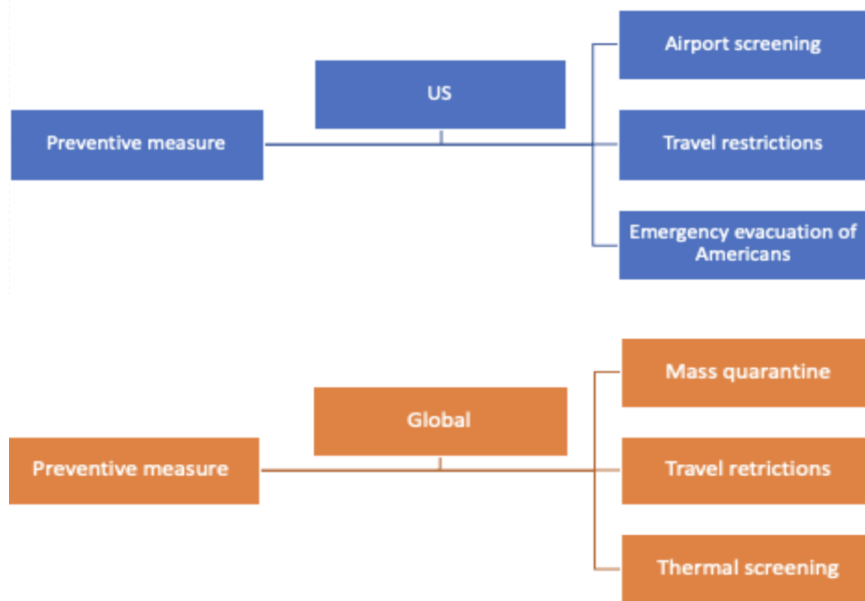 Airport screening
US
Preventive measure
Travel restrictions
Emergency evacuation of
Americans
Mass quarantine
Global
Preventive measure
Travel retrictions
Thermal screening